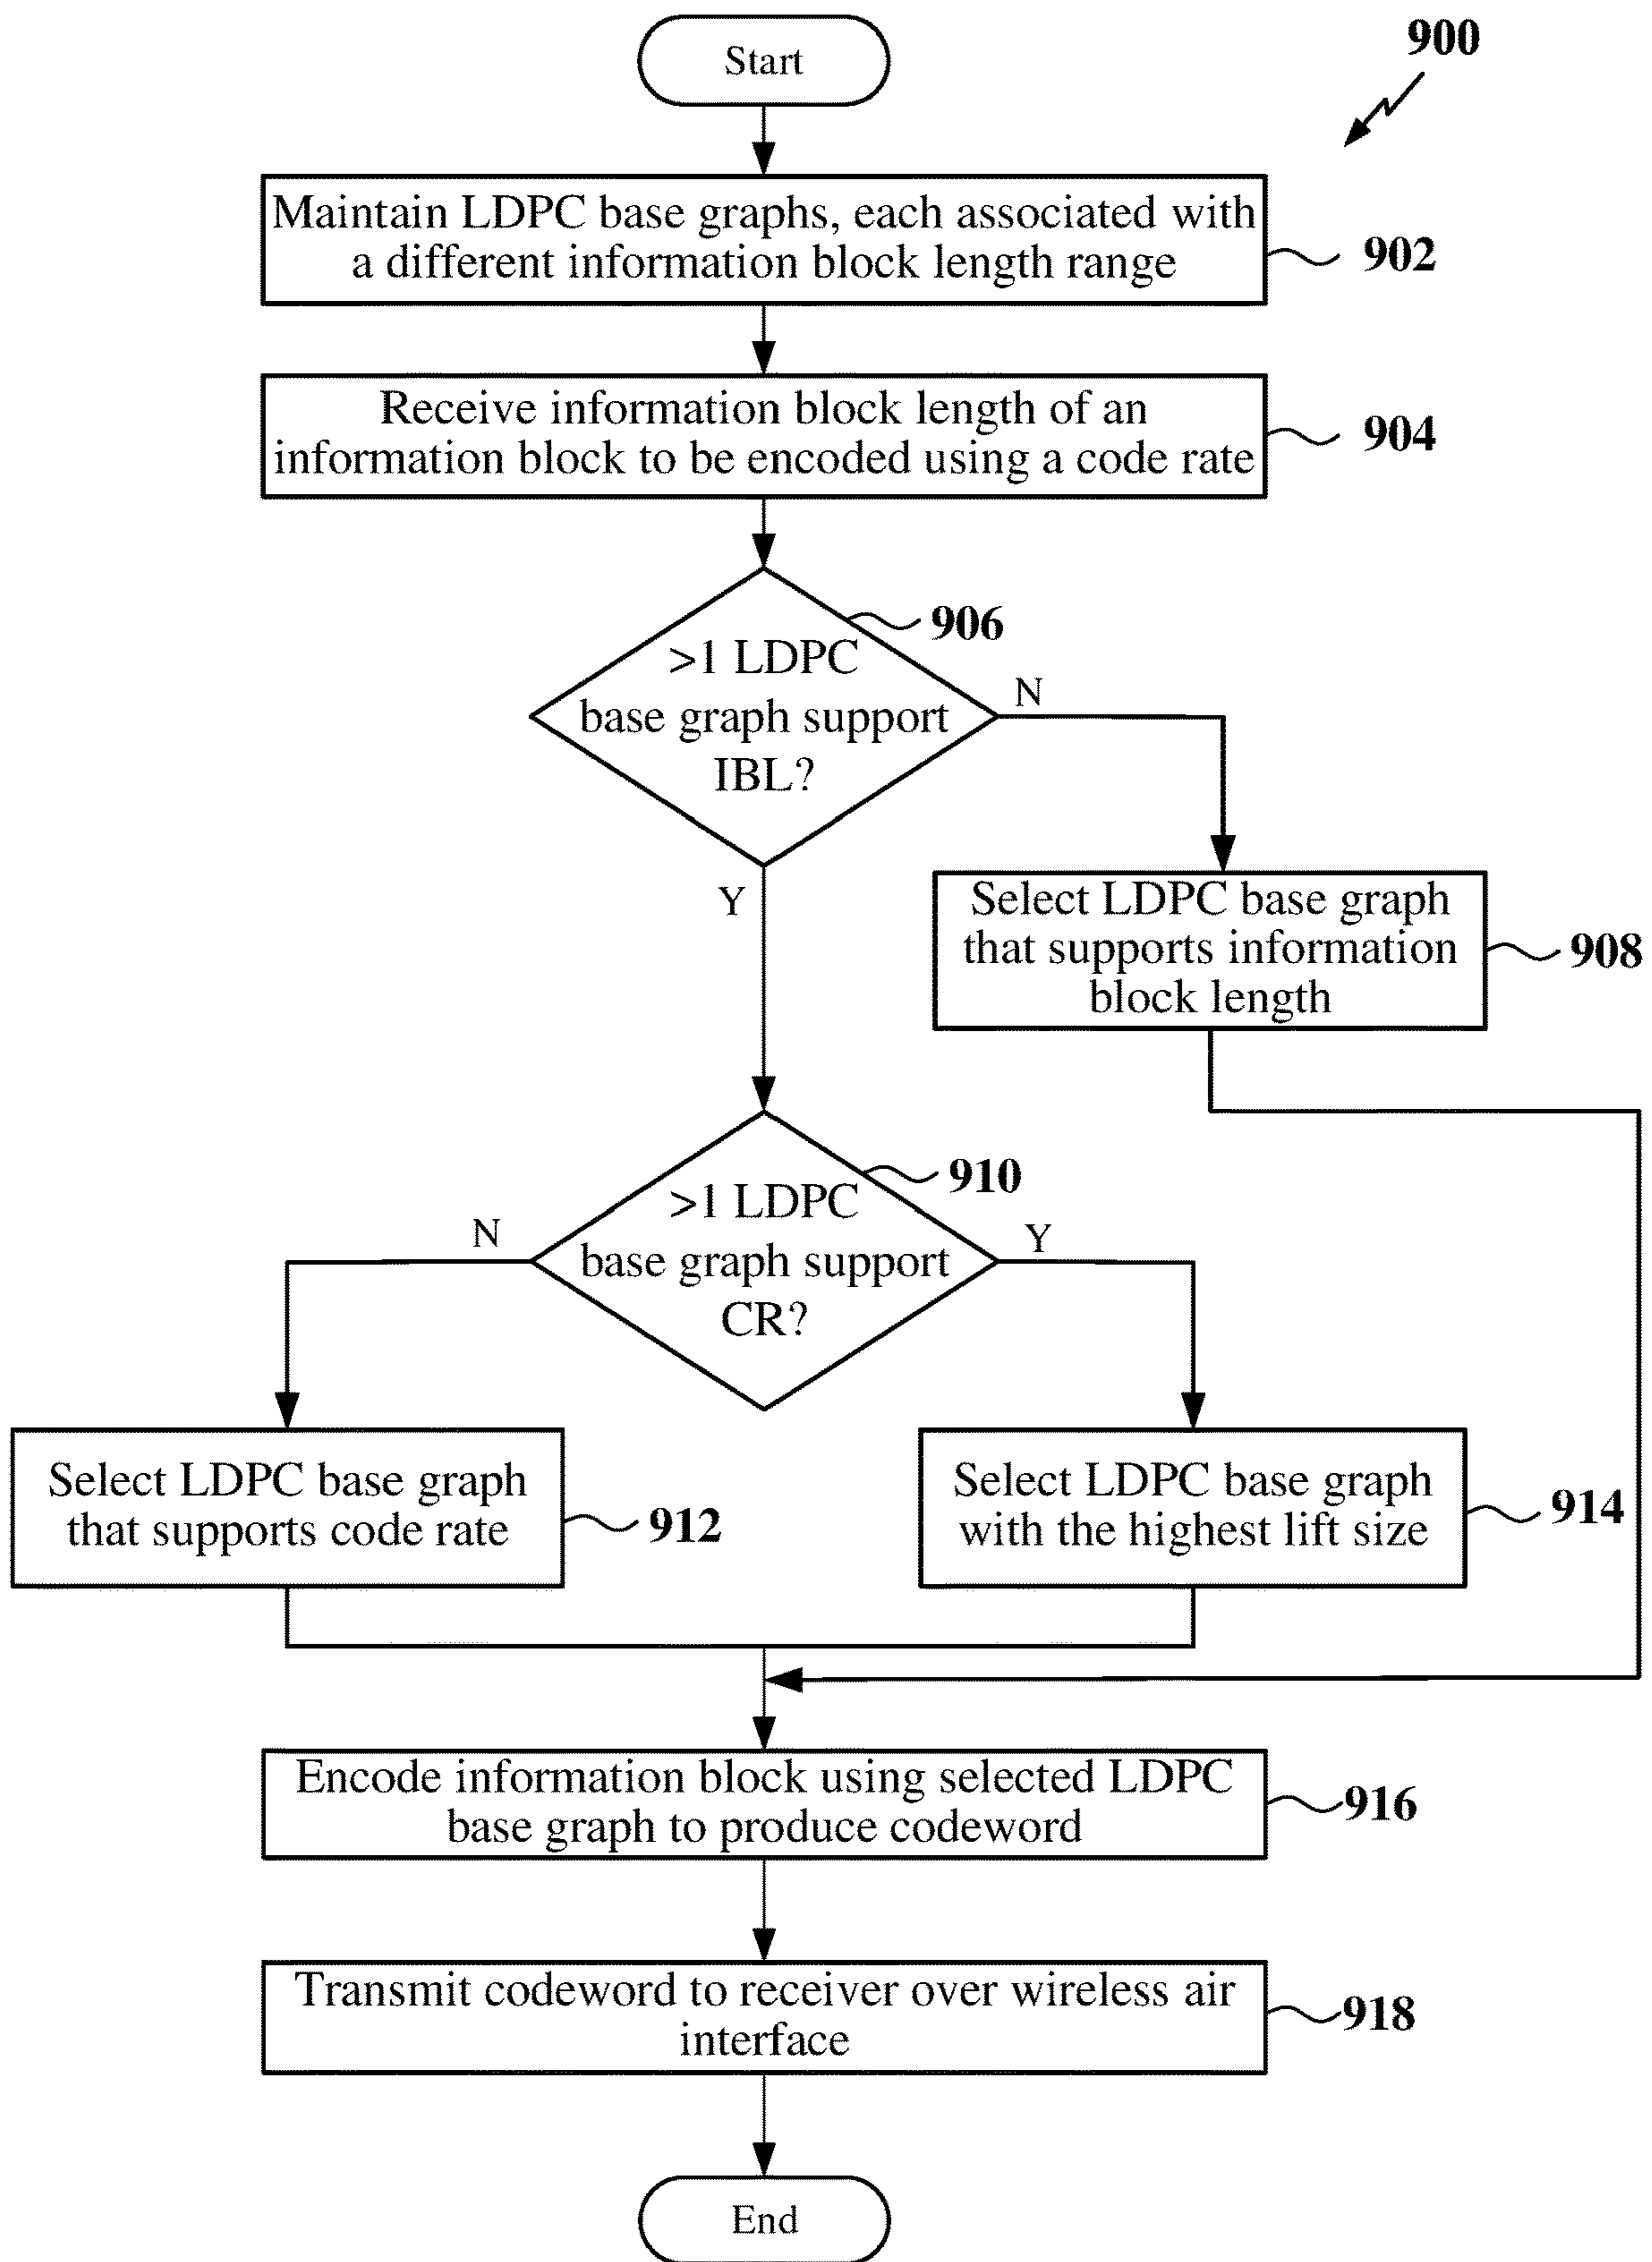 Start
900
Maintain LDPC base graphs, each associated with
a different information block length range
902
Receive information block length of an
information block to be encoded using a code rate
904
906
>1 LDPC
base graph support
IBL?
N
Y
Select LDPC base graph
that supports information
block length
908
910
>1 LDPC
base graph support
CR?
N
Y
Select LDPC base graph
that supports code rate
912
Select LDPC base graph
with the highest lift size
914
Encode information block using selected LDPC
base graph to produce codeword
916
Transmit codeword to receiver over wireless air
interface
918
End